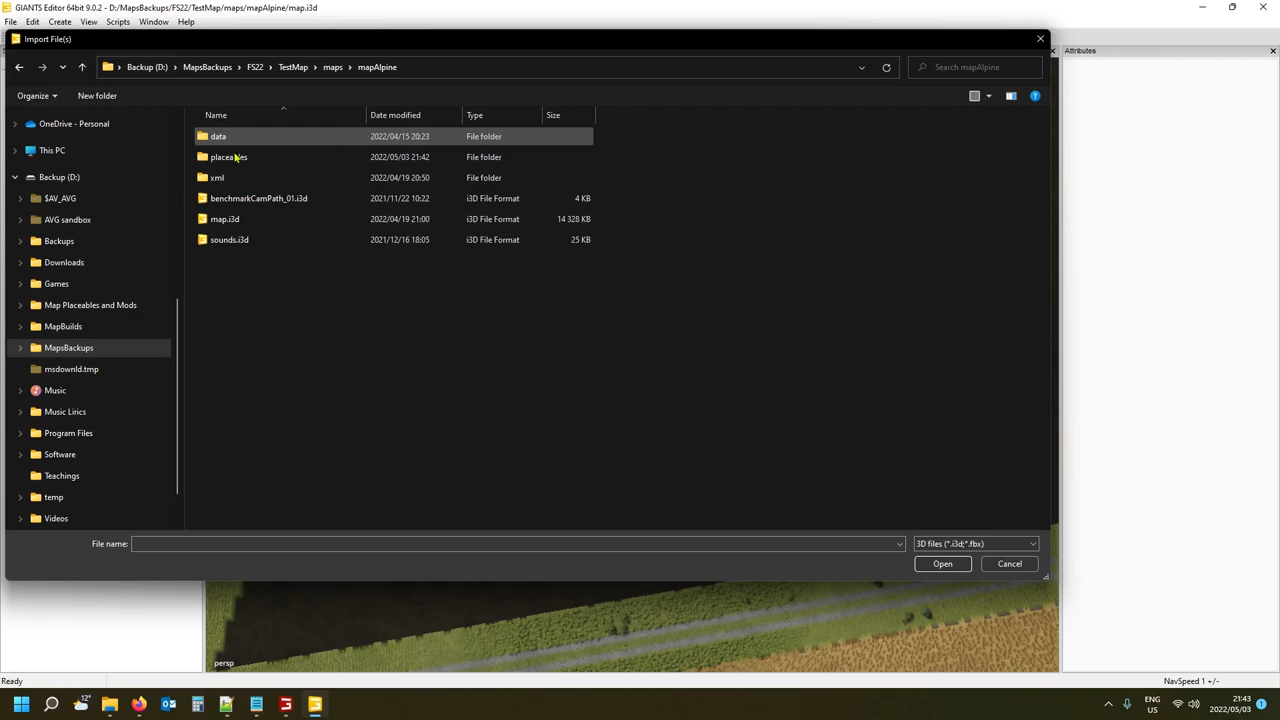 GIANTS Editor 64bit 9.0.2 - D:/MapsBackups/FS22/TestMap/maps/mapAlpine/map.i3d
File Edit Create View Scripts Window Help
Import File(s)
Attributes
Backup (D:) MapsBackups FS22 TestMap maps mapAlpine
Search mapAlpine
Organize New folder
Name Date modified Type Size
OneDrive - Personal
This PC
Backup (D:)
$AV_AVG
AVG sandbox
Backups
Downloads
Games
Map Placeables and Mods
MapBuilds
MapsBackups
msdownld.tmp
Music
Music Lirics
Program Files
Software
Teachings
temp
Videos
data 2022/04/15 20:23 File folder
placeables 2022/05/03 21:42 File folder
xml 2022/04/19 20:50 File folder
benchmarkCamPath_01.i3d 2021/11/22 10:22 i3D File Format 4 KB
map.i3d 2022/04/19 21:00 i3D File Format 14 328 KB
sounds.i3d 2021/12/16 18:05 i3D File Format 25 KB
File name: 3D files (*.i3d;*.fbx)
Open Cancel
persp
Ready NavSpeed 1 +/-
12°
ENG 21:43
US 2022/05/03